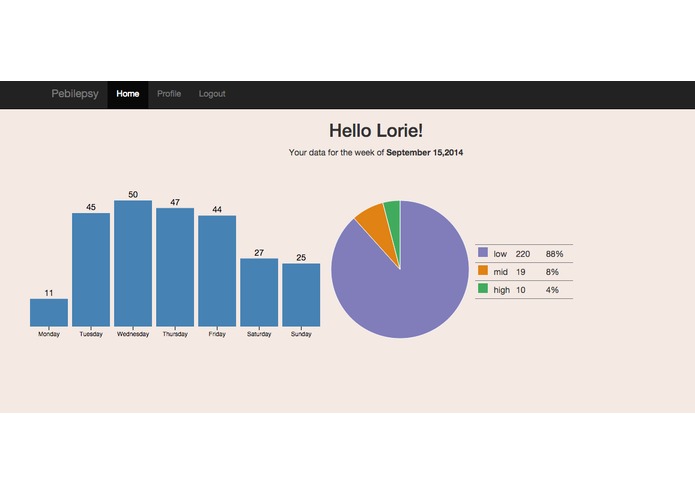 Pebilepsy Home Profile Logout
Hello Lorie!
Your data for the week of September 15,2014
11 45 50 47 44 27 25
Monday Tuesday Wednesday Thursday Friday Saturday Sunday
low 220 88%
mid 19 8%
high 10 4%